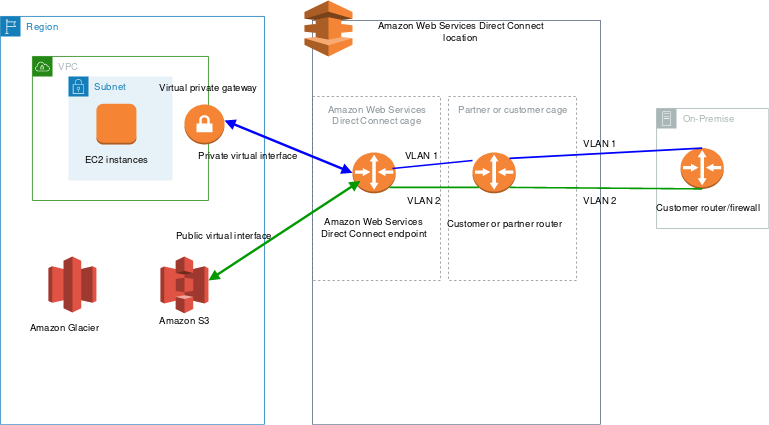 Region
VPC
Subnet
EC2 instances
Virtual private gateway
Private virtual interface
Public virtual interface
Amazon Glacier
Amazon S3
Amazon Web Services Direct Connect
location
Amazon Web Services
Direct Connect cage
Partner or customer cage
VLAN 1
VLAN 2
Amazon Web Services
Direct Connect endpoint
Customer or partner router
VLAN 1
VLAN 2
On-Premise
Customer router/firewall